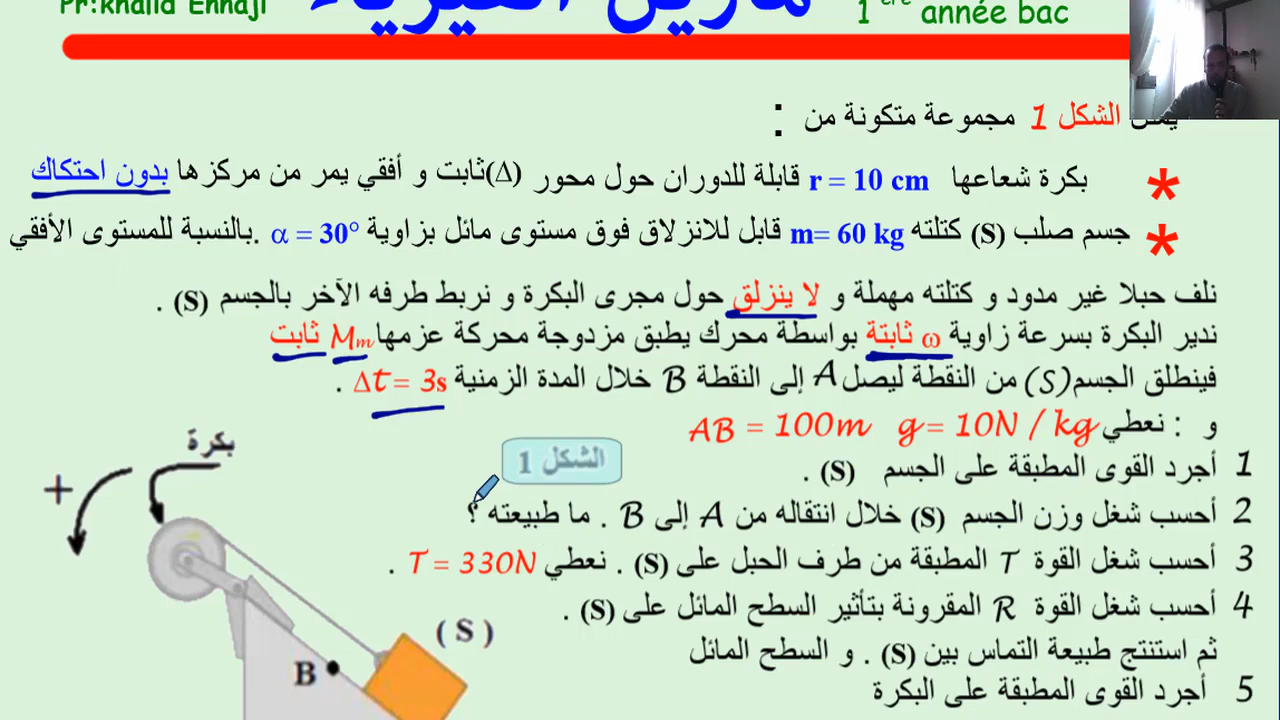 Pr:khalid Ennaji
تمارين الفيزياء
1 ère année bac
الشكل 1 مجموعة متكونة من :
* بكرة شعاعها r = 10 cm قابلة للدوران حول محور (Δ) ثابت و أفقي يمر من مركزها بدون احتكاك
* جسم صلب (S) كتلته m= 60 kg قابل للانزلاق فوق مستوى مائل بزاوية α = 30° .بالنسبة للمستوى الأفقي
نلف حبلا غير مدود و كتلته مهملة و لا ينزلق حول مجرى البكرة و نربط طرفه الآخر بالجسم (S) .
ندير البكرة بسرعة زاوية ω ثابتة بواسطة محرك يطبق مزدوجة محركة عزمها Mm ثابت
فينطلق الجسم (S) من النقطة ليصل A إلى النقطة B خلال المدة الزمنية Δt = 3s .
و : نعطي AB = 100m g = 10N / kg
1 أجرد القوى المطبقة على الجسم (S) .
2 أحسب شغل وزن الجسم (S) خلال انتقاله من A إلى B . ما طبيعته ؟
3 أحسب شغل القوة T المطبقة من طرف الحبل على (S) . نعطي T = 330N .
4 أحسب شغل القوة R المقرونة بتأثير السطح المائل على (S) .
ثم استنتج طبيعة التماس بين (S) . و السطح المائل
5 أجرد القوى المطبقة على البكرة
الشكل 1
بكرة
+
( S )
B